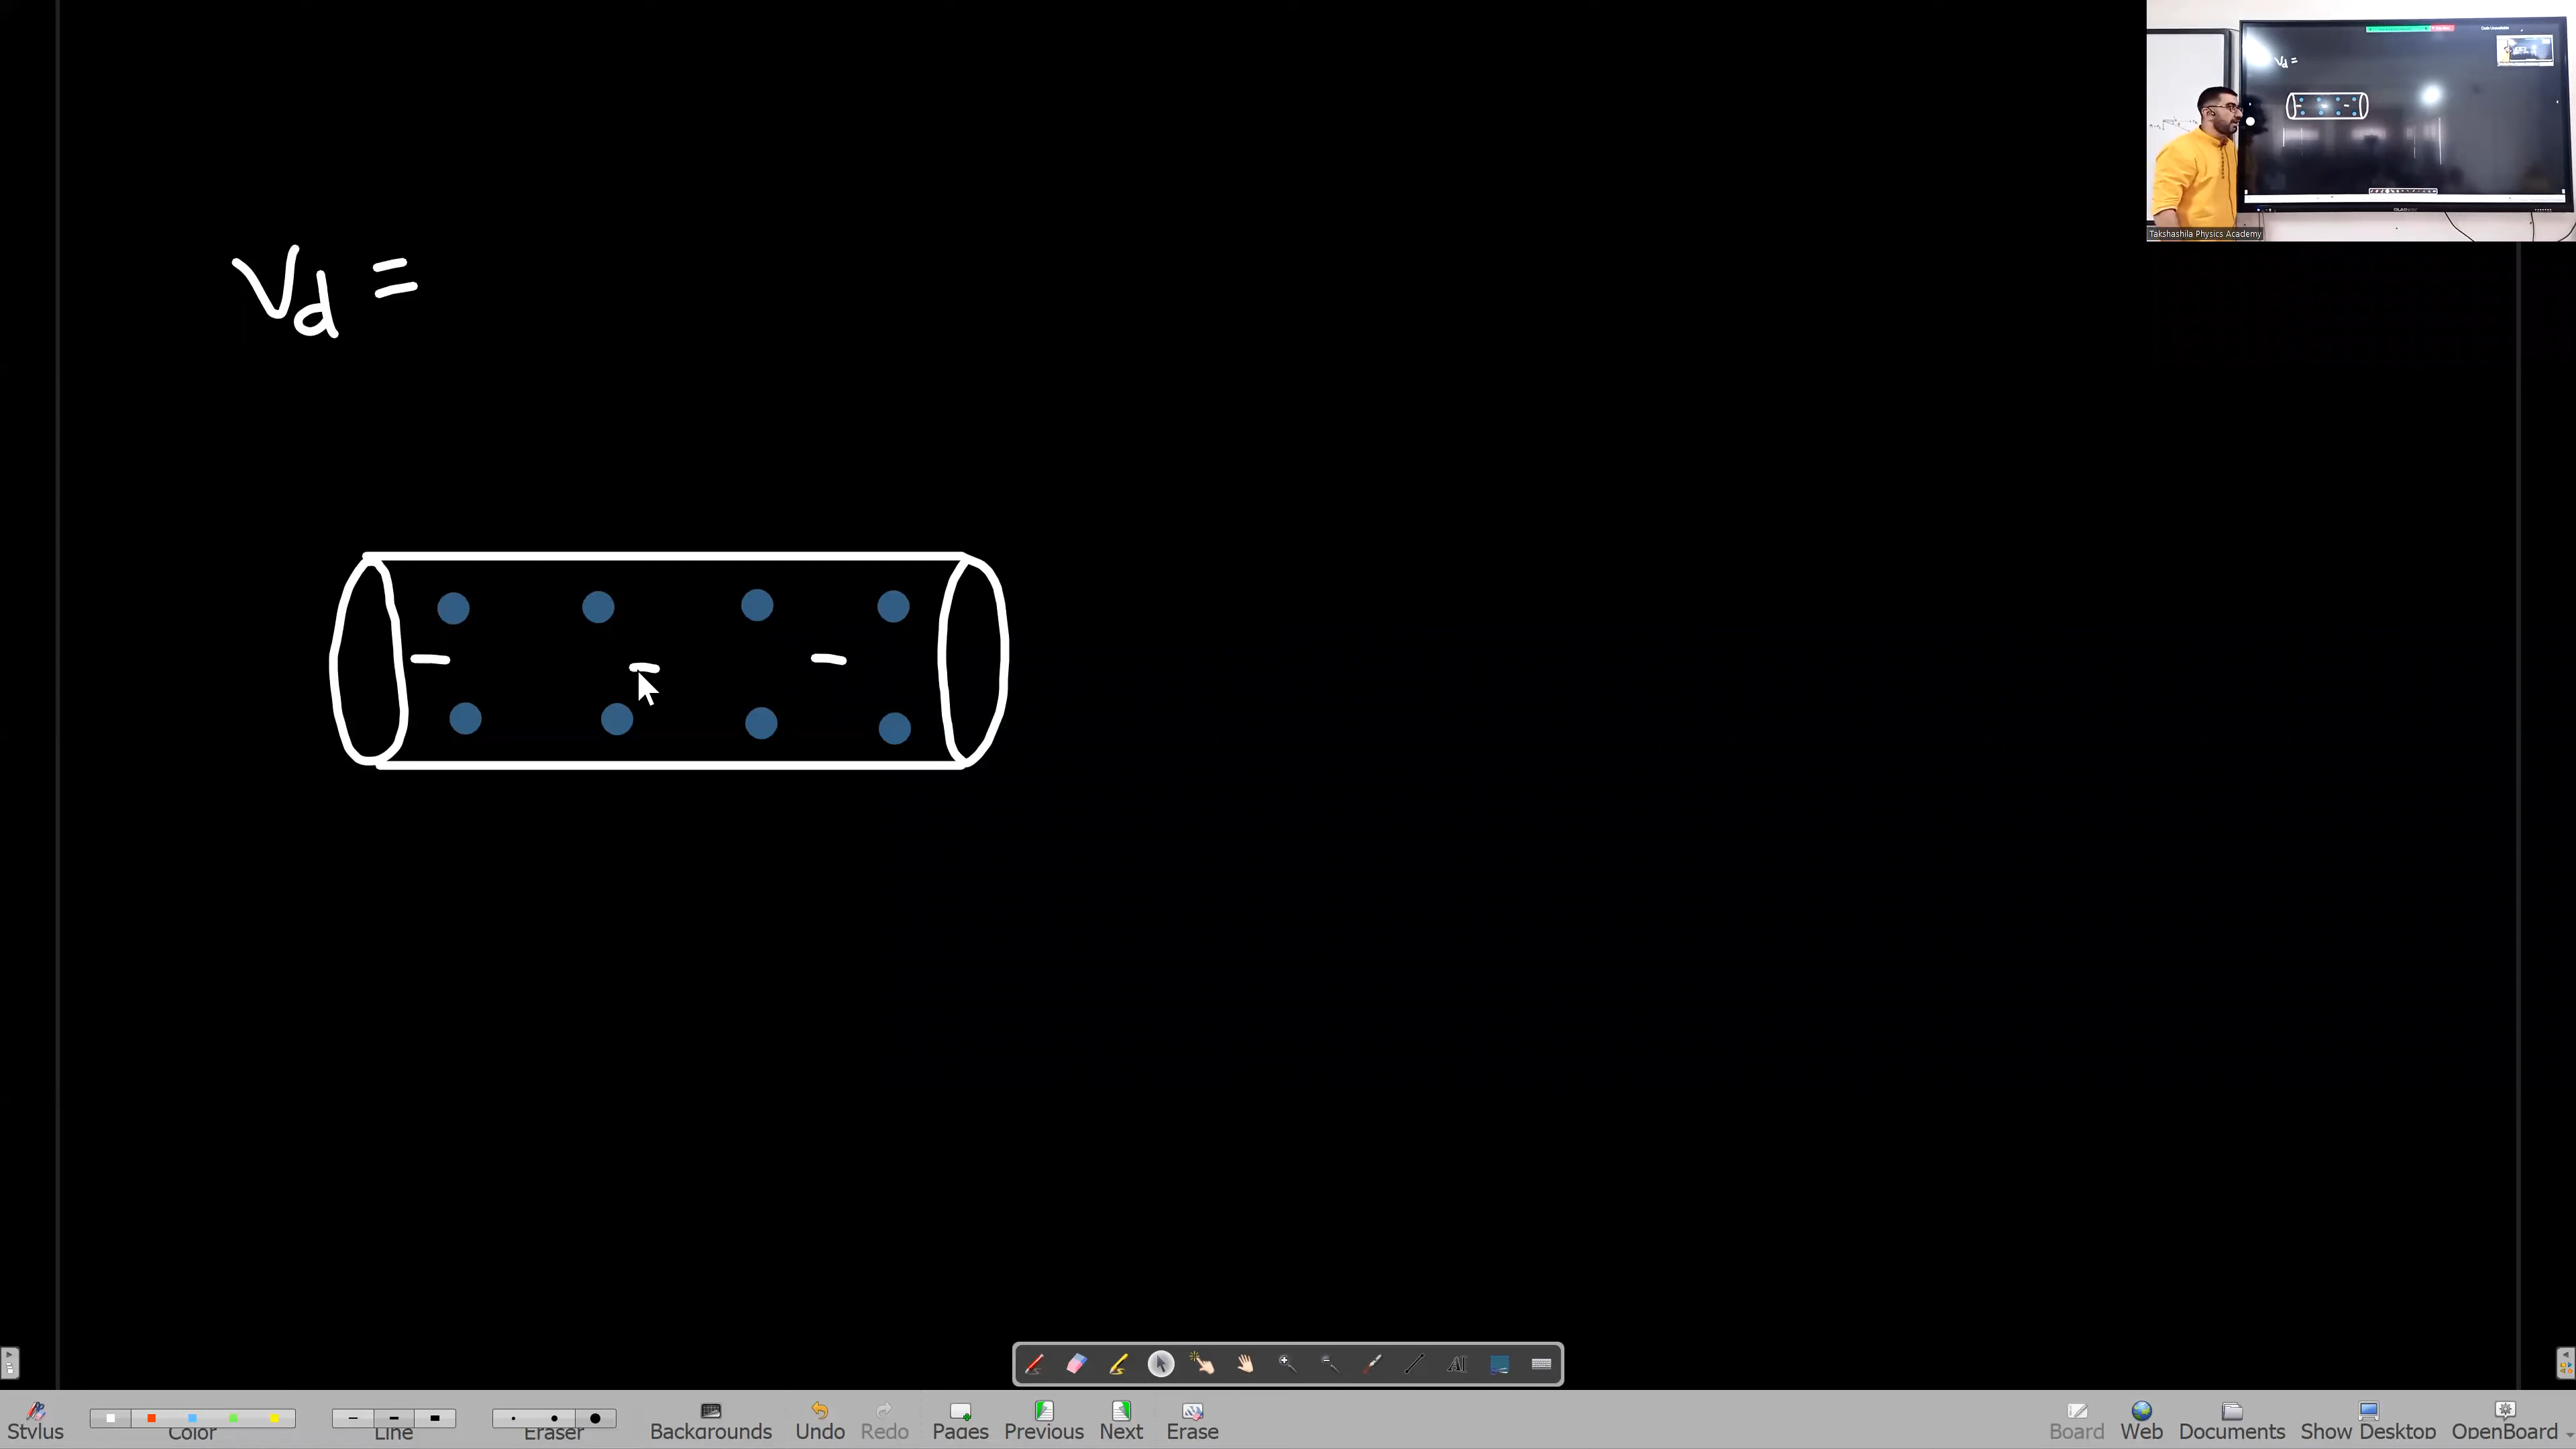 V_d =
- - -
Takshashila Physics Academy
Stylus Color Line Eraser Backgrounds Undo Redo Pages Previous Next Erase Board Web Documents Show Desktop OpenBoard